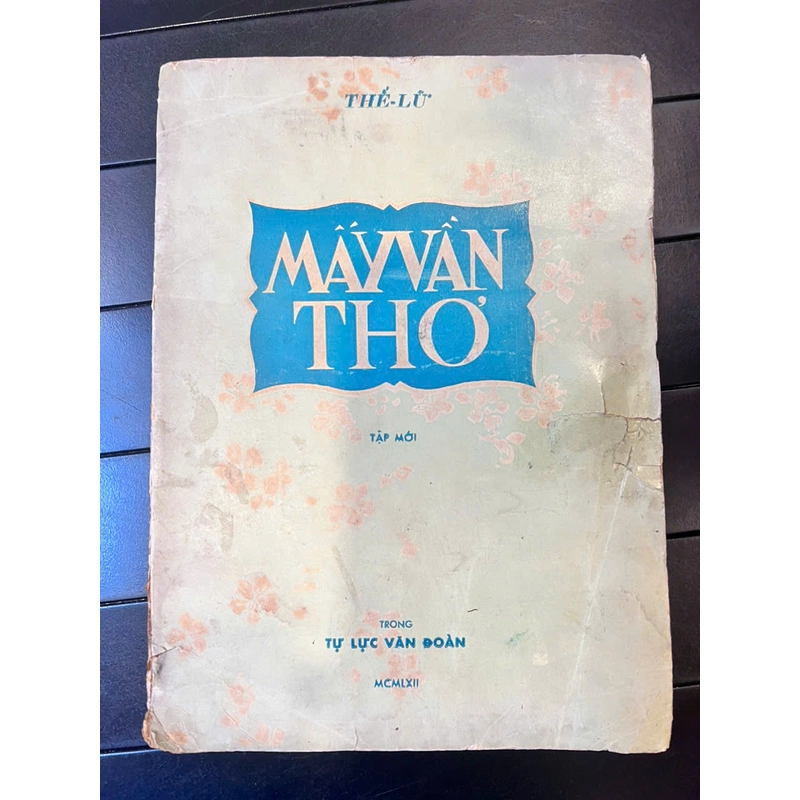 THẾ-LỮ
MẤY VẦN
THƠ
TẬP MỚI
TRONG
TỰ LỰC VĂN ĐOÀN
MCMLXII